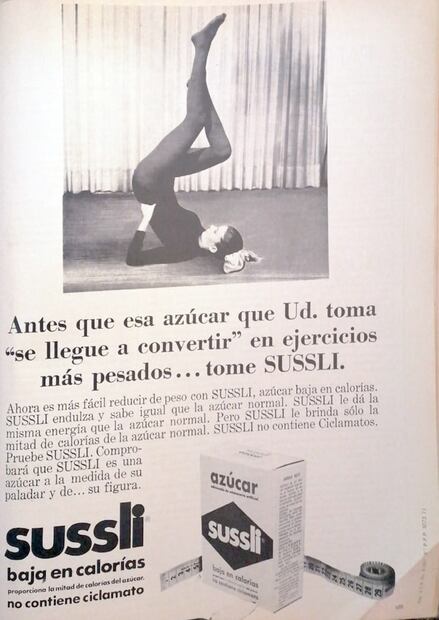 Antes que esa azúcar que Ud. toma
“se llegue a convertir” en ejercicios
más pesados... tome SUSSLI.
Ahora es más fácil reducir de peso con SUSSLI, azúcar baja en calorías.
SUSSLI endulza y sabe igual que la azúcar normal. SUSSLI le dá la
misma energía que la azúcar normal. Pero SUSSLI le brinda sólo la
mitad de calorías de la azúcar normal. SUSSLI no contiene Ciclamatos.
Pruebe SUSSLI. Compro-
bará que SUSSLI es una
azúcar a la medida de su
paladar y de... su figura.
sussli
baja en calorías
proporciona la mitad de calorías del azúcar.
no contiene ciclamato
azúcar
sussli
baja en calorías
no contiene ciclamato